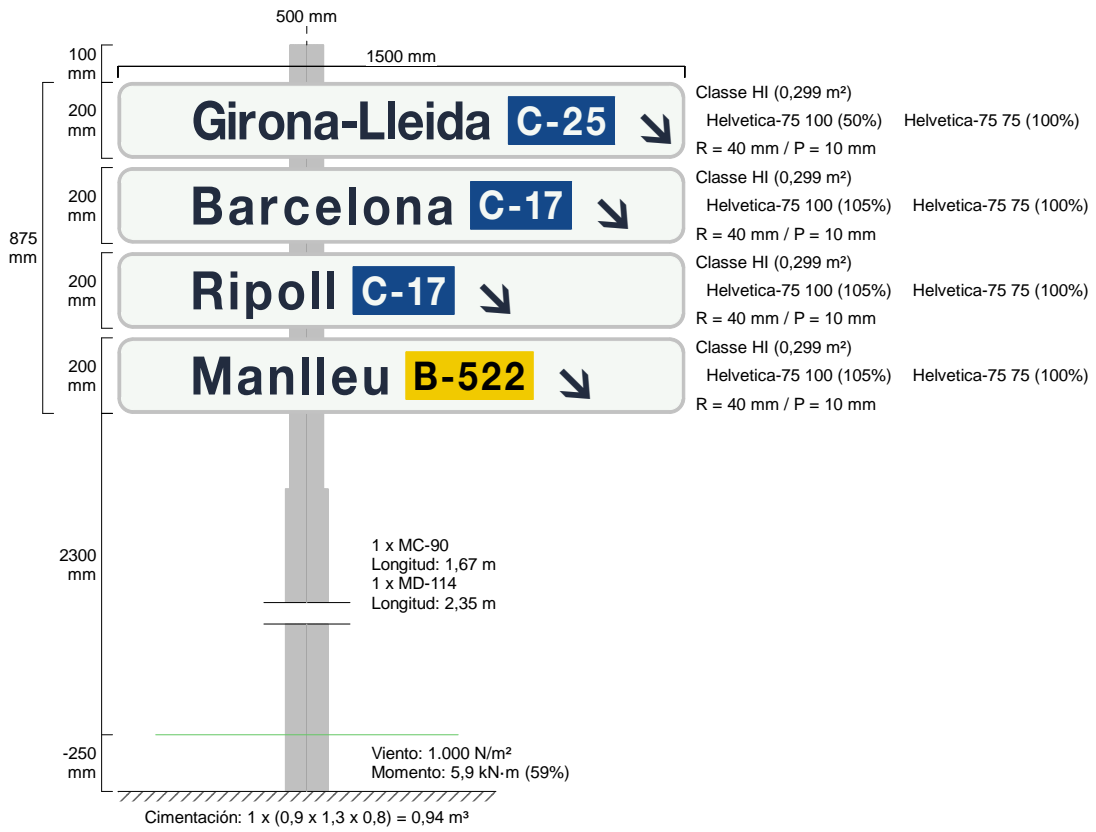 500 mm
100
mm
1500 mm
200
mm
Girona-Lleida C-25
Classe HI (0,299 m²)
Helvetica-75 100 (50%) Helvetica-75 75 (100%)
R = 40 mm / P = 10 mm
200
mm
Barcelona C-17
Classe HI (0,299 m²)
Helvetica-75 100 (105%) Helvetica-75 75 (100%)
R = 40 mm / P = 10 mm
875
mm
200
mm
Ripoll C-17
Classe HI (0,299 m²)
Helvetica-75 100 (105%) Helvetica-75 75 (100%)
R = 40 mm / P = 10 mm
200
mm
Manlleu B-522
Classe HI (0,299 m²)
Helvetica-75 100 (105%) Helvetica-75 75 (100%)
R = 40 mm / P = 10 mm
2300
mm
1 x MC-90
Longitud: 1,67 m
1 x MD-114
Longitud: 2,35 m
-250
mm
Viento: 1.000 N/m²
Momento: 5,9 kN·m (59%)
Cimentación: 1 x (0,9 x 1,3 x 0,8) = 0,94 m³